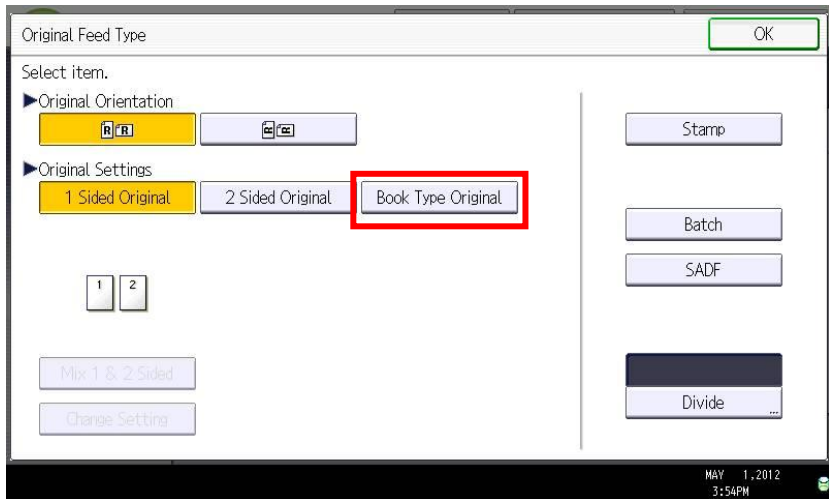 Original Feed Type
OK
Select item.
▶Original Orientation
R R
R R
Stamp
▶Original Settings
1 Sided Original
2 Sided Original
Book Type Original
Batch
SADF
1 2
Mix 1 & 2 Sided
Change Setting
Divide
...
MAY 1,2012
3:54PM